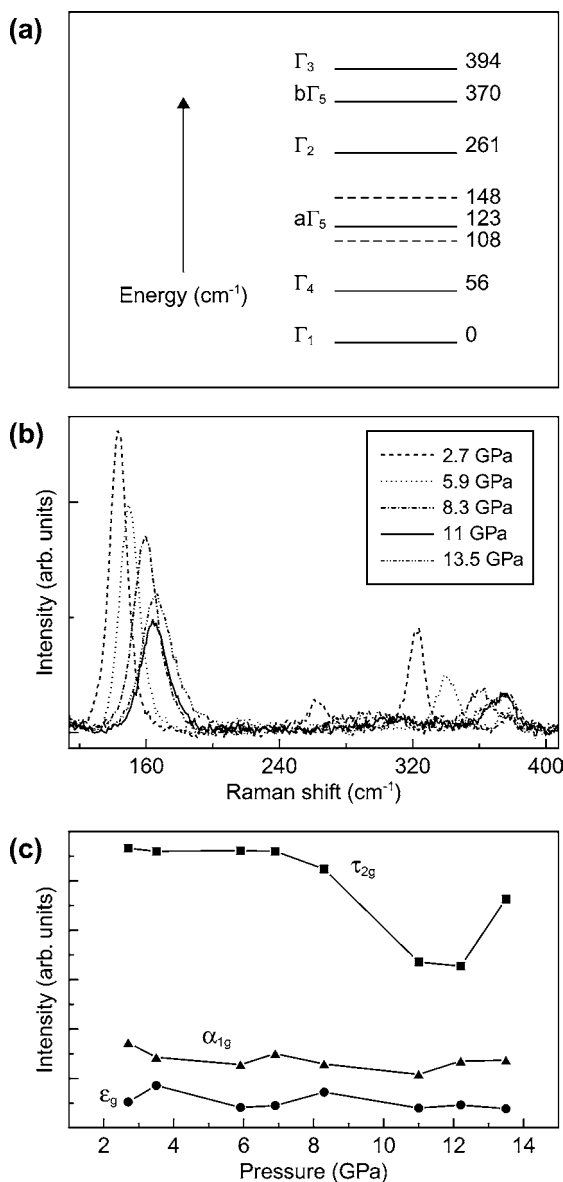 (a)
Γ3 394
bΓ5 370
Γ2 261
148
aΓ5 123
108
Energy (cm-1)
Γ4 56
Γ1 0
(b)
2.7 GPa
5.9 GPa
8.3 GPa
11 GPa
13.5 GPa
Intensity (arb. units)
160 240 320 400
Raman shift (cm-1)
(c)
τ2g
α1g
εg
Intensity (arb. units)
2 4 6 8 10 12 14
Pressure (GPa)